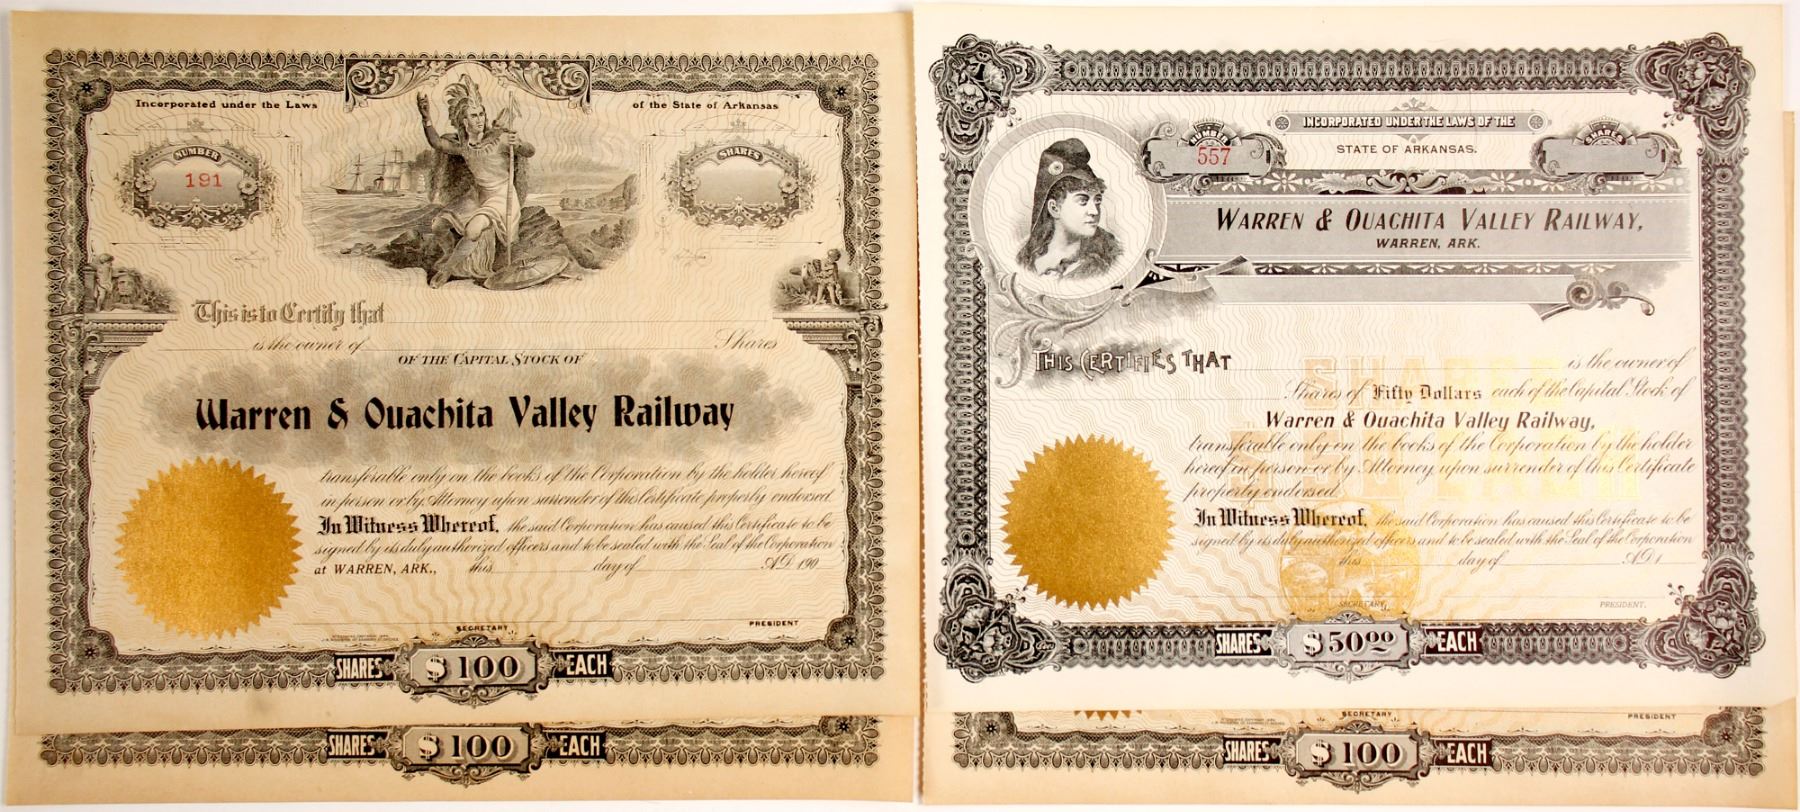 Incorporated under the Laws of the State of Arkansas
NUMBER
191
SHARES
This is to Certify that
is the owner of Shares
OF THE CAPITAL STOCK OF
Warren & Ouachita Valley Railway
transferable only on the books of the Corporation by the holder hereof
in person or by Attorney upon surrender of this Certificate properly endorsed.
In Witness Whereof, the said Corporation has caused this Certificate to be
signed by its duly authorized officers and to be sealed with the Seal of the Corporation
at WARREN, ARK., this day of A.D. 190
SECRETARY
PRESIDENT
SHARES $100 EACH
SHARES $100 EACH
INCORPORATED UNDER THE LAWS OF THE
STATE OF ARKANSAS.
NUMBER
557
SHARES
WARREN & OUACHITA VALLEY RAILWAY,
WARREN, ARK.
THIS CERTIFIES THAT is the owner of
Shares of Fifty Dollars each of the Capital Stock of
Warren & Ouachita Valley Railway,
transferable only on the books of the Corporation by the holder
hereof in person or by Attorney upon surrender of this Certificate
properly endorsed.
In Witness Whereof, the said Corporation has caused this Certificate to be
signed by its duly authorized officers and to be sealed with the Seal of the Corporation
this day of A.D. 1
SECRETARY.
PRESIDENT.
SHARES $50.00 EACH
SECRETARY
PRESIDENT
SHARES $100 EACH